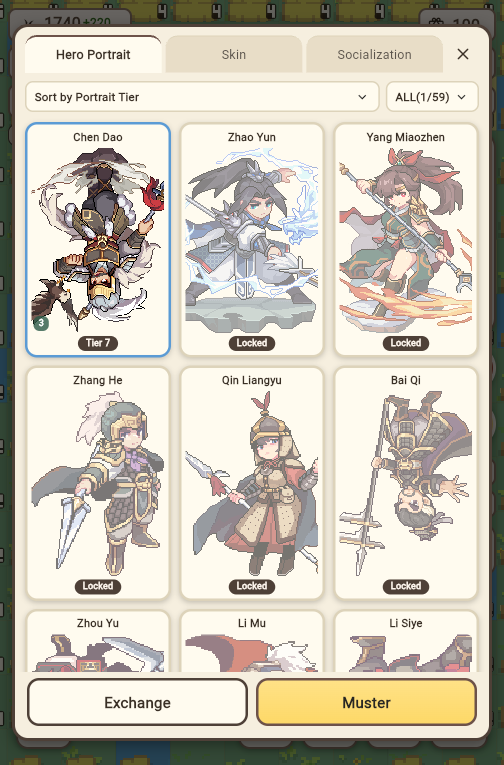 1740 +220
100
Hero Portrait
Skin
Socialization
Sort by Portrait Tier
ALL(1/59)
Chen Dao
Zhao Yun
Yang Miaozhen
3
Tier 7
Locked
Locked
Zhang He
Qin Liangyu
Bai Qi
Locked
Locked
Locked
Zhou Yu
Li Mu
Li Siye
Exchange
Muster